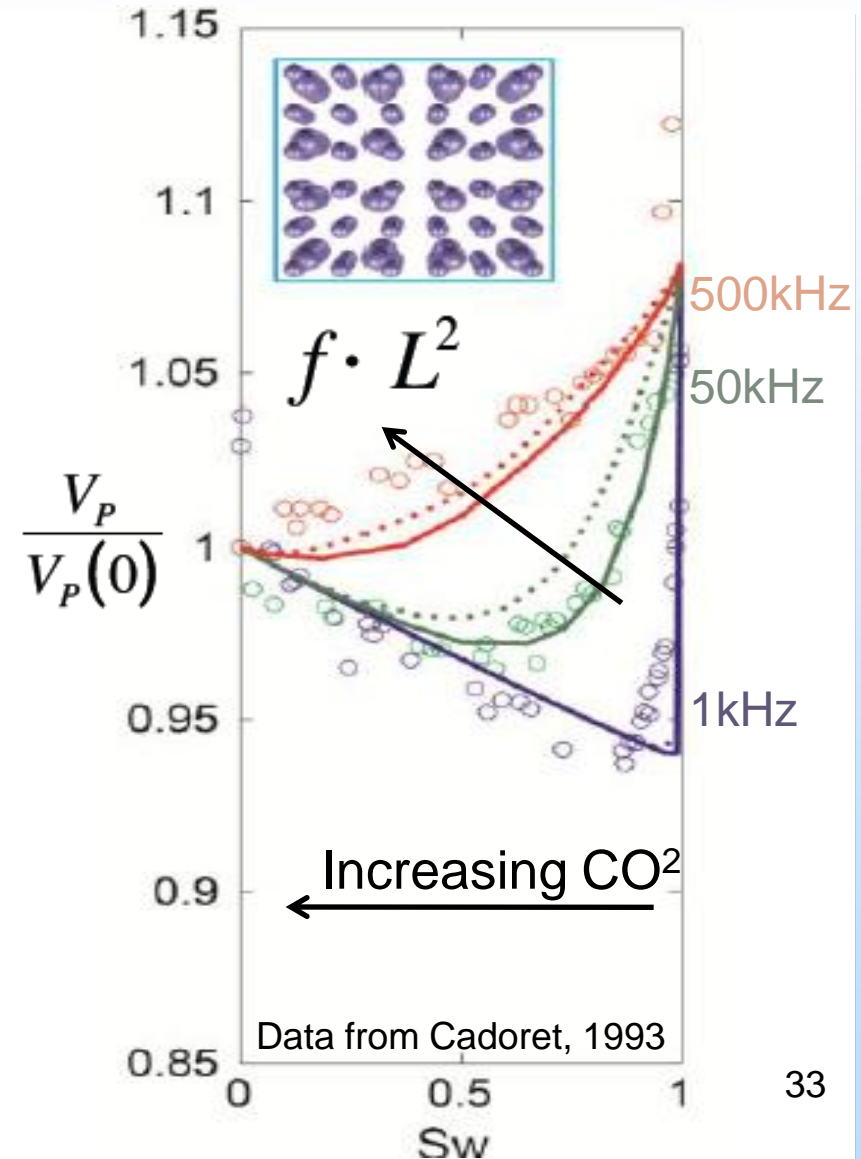 1.15
1.1
1.05
1
0.95
0.9
0.85
V_P
V_P(0)
f · L²
500kHz
50kHz
1kHz
Increasing CO²
Data from Cadoret, 1993
0
0.5
1
Sw
33